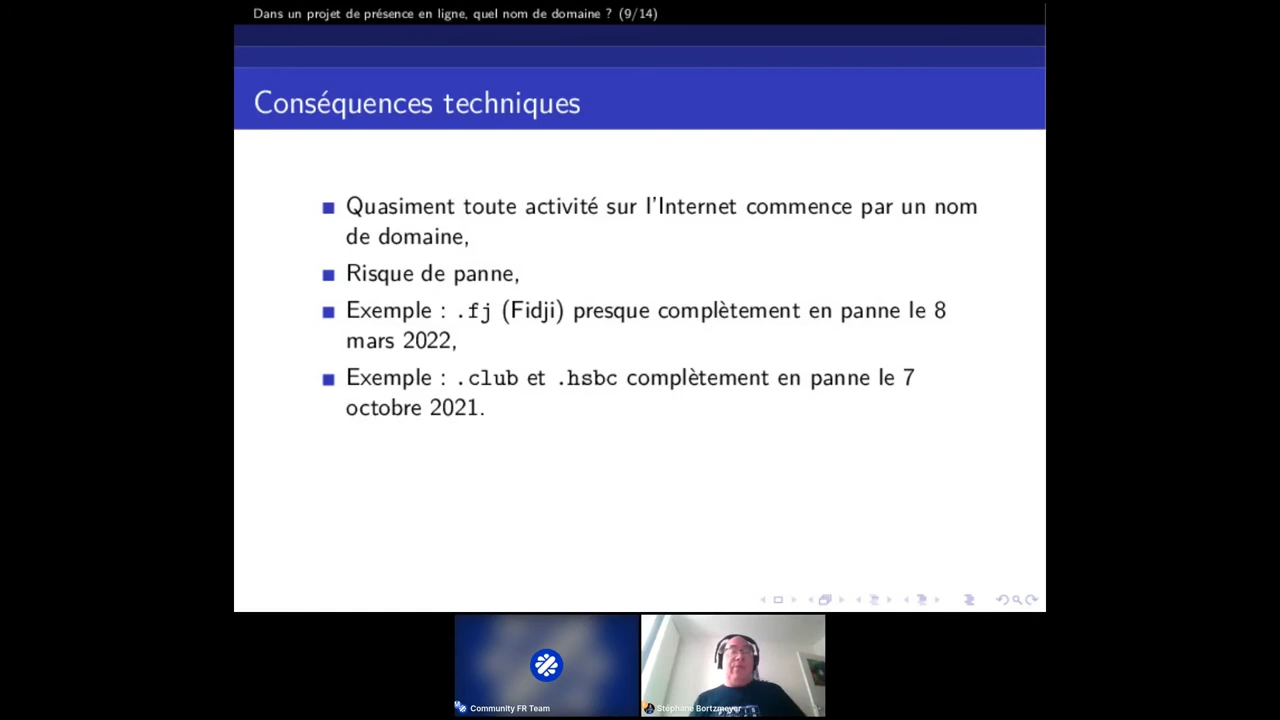 Dans un projet de présence en ligne, quel nom de domaine ? (9/14)
Conséquences techniques
Quasiment toute activité sur l'Internet commence par un nom
de domaine,
Risque de panne,
Exemple : .fj (Fidji) presque complètement en panne le 8
mars 2022,
Exemple : .club et .hsbc complètement en panne le 7
octobre 2021.
Community FR Team
Stéphane Bortzmeyer